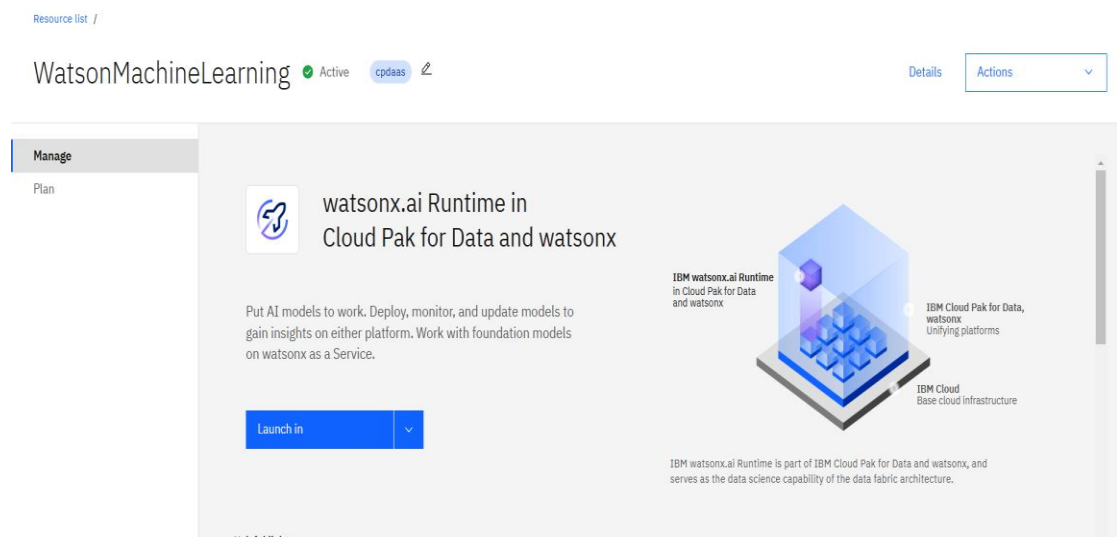 Resource list /
WatsonMachineLearning Active cpdaas
Details Actions
Manage
Plan
watsonx.ai Runtime in
Cloud Pak for Data and watsonx
Put AI models to work. Deploy, monitor, and update models to
gain insights on either platform. Work with foundation models
on watsonx as a Service.
Launch in
IBM watsonx.ai Runtime
in Cloud Pak for Data
and watsonx
IBM Cloud Pak for Data,
watsonx
Unifying platforms
IBM Cloud
Base cloud infrastructure
IBM watsonx.ai Runtime is part of IBM Cloud Pak for Data and watsonx, and
serves as the data science capability of the data fabric architecture.